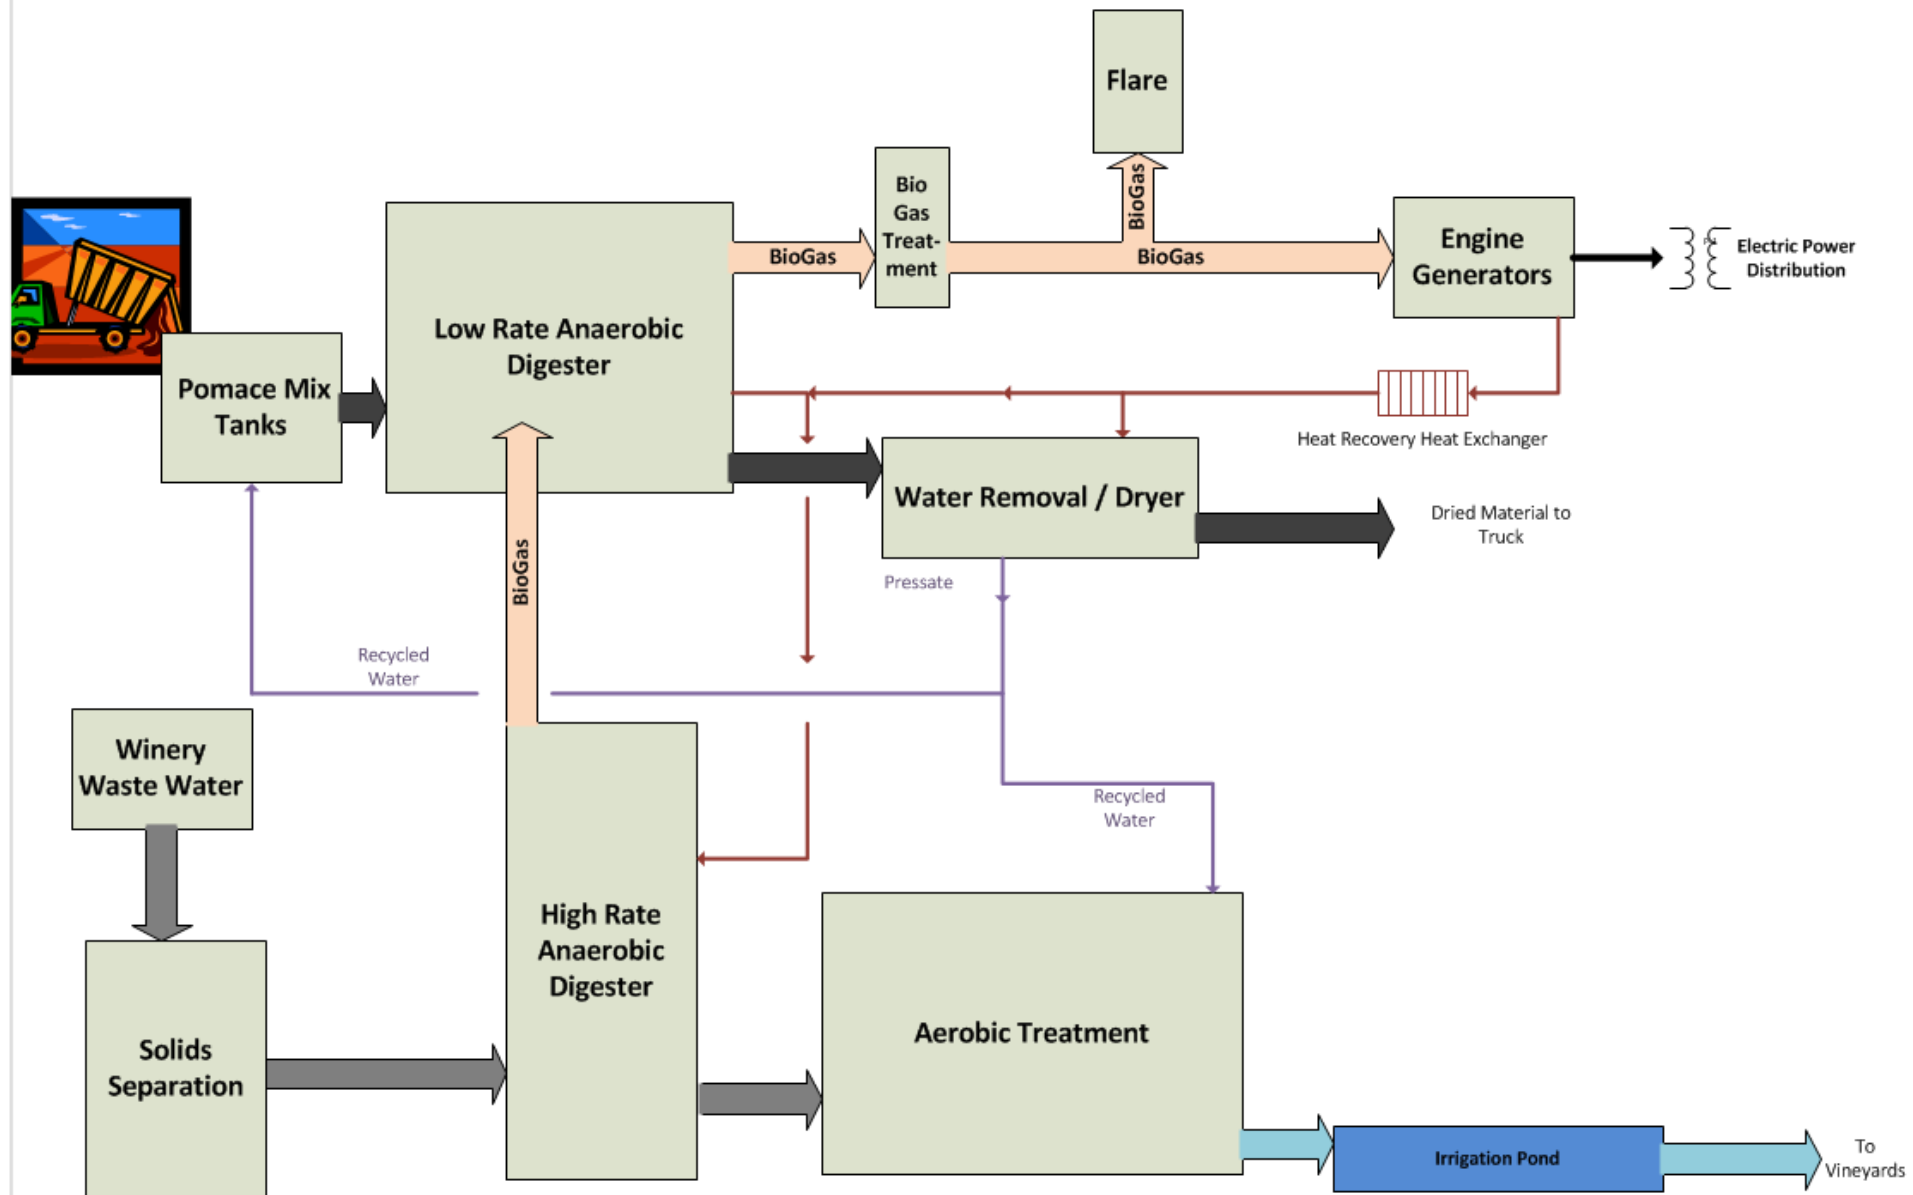 Flare
BioGas
Bio
Gas
Treat-
ment
BioGas
BioGas
Engine
Generators
Electric Power
Distribution
Low Rate Anaerobic
Digester
Pomace Mix
Tanks
Heat Recovery Heat Exchanger
Water Removal / Dryer
Dried Material to
Truck
BioGas
Pressate
Recycled
Water
Winery
Waste Water
Recycled
Water
High Rate
Anaerobic
Digester
Solids
Separation
Aerobic Treatment
Irrigation Pond
To
Vineyards